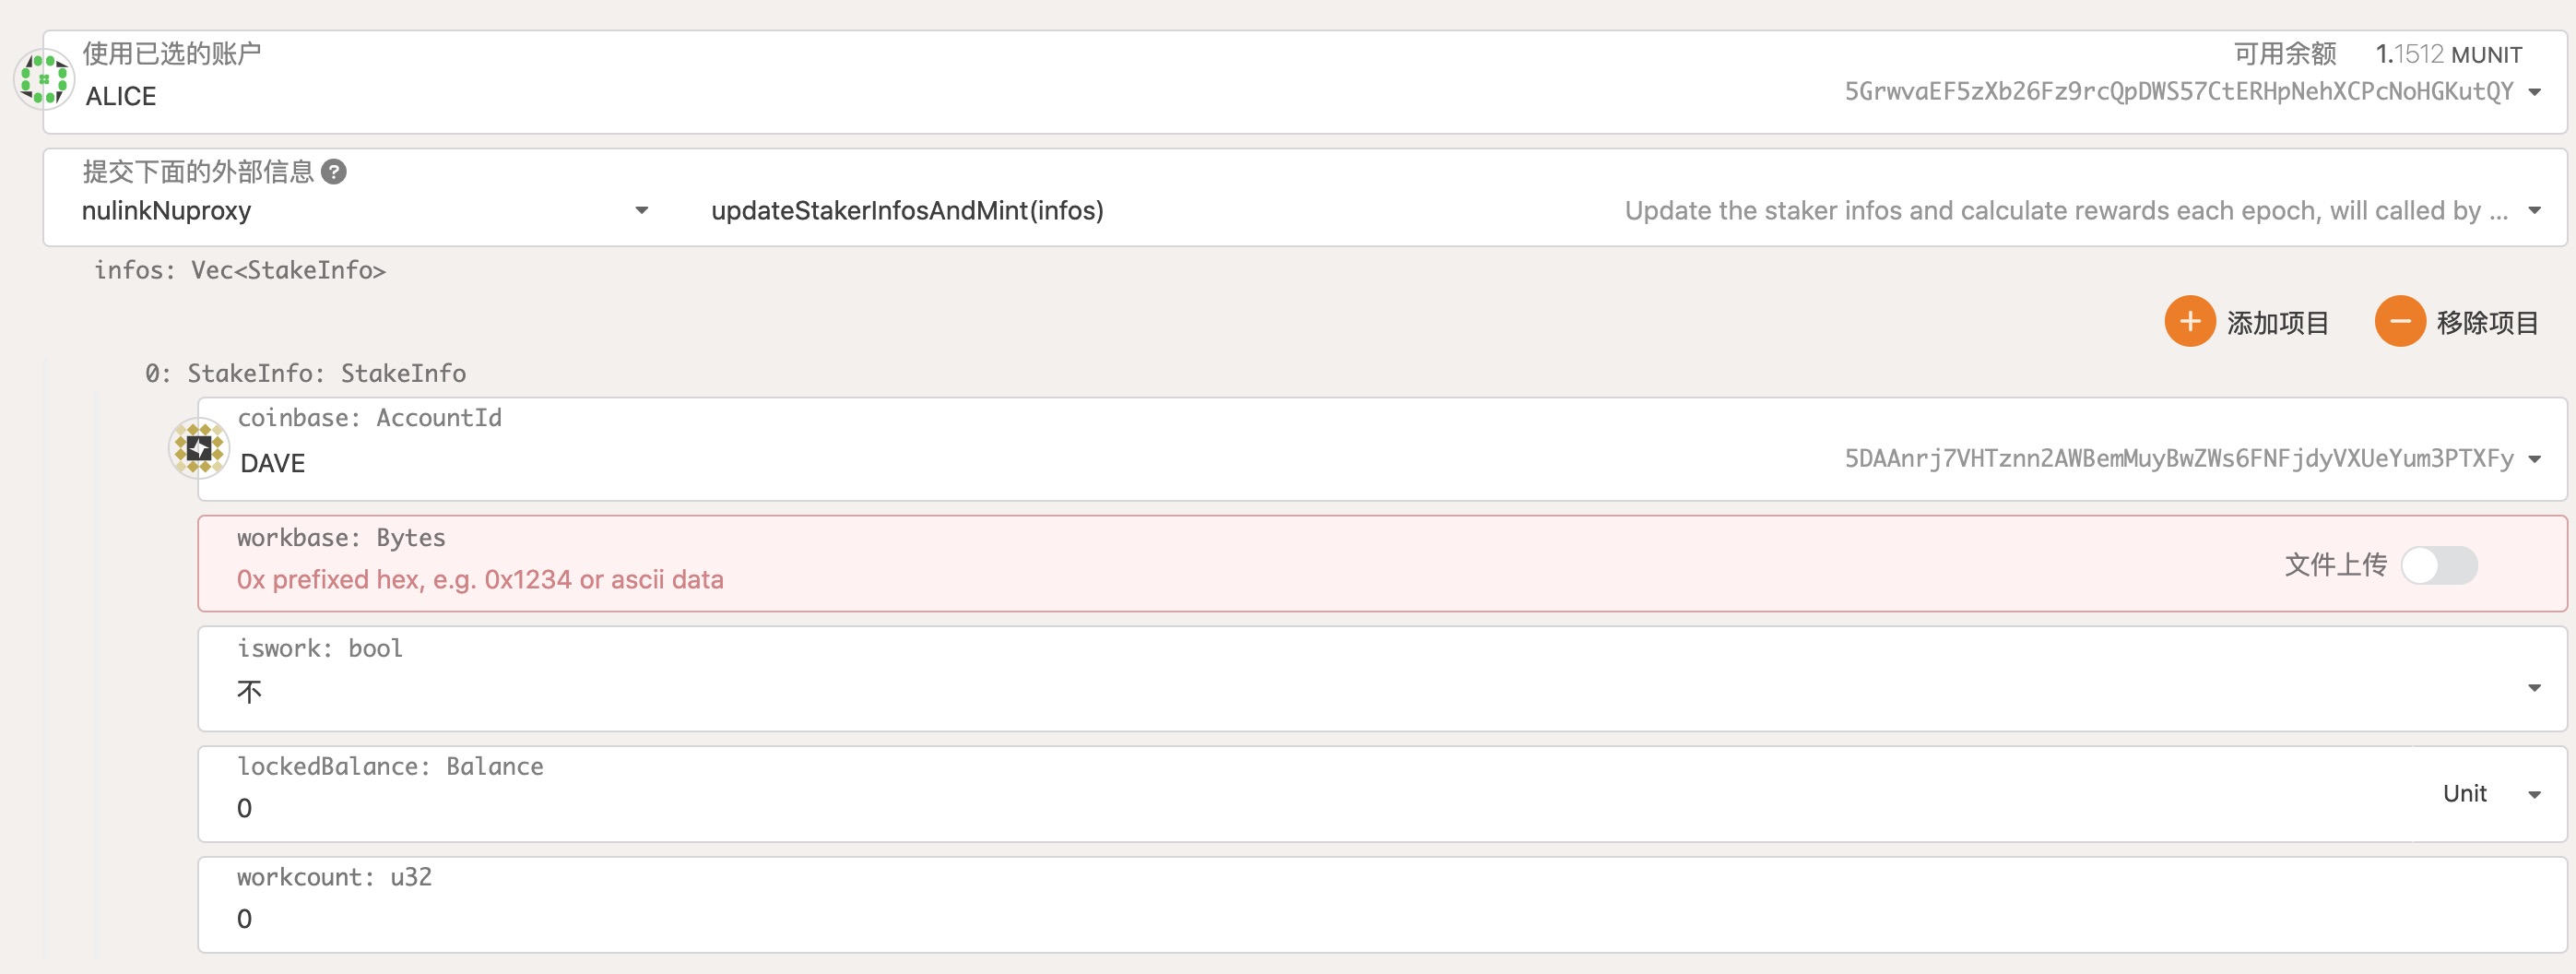 使用已选的账户
可用余额 1.1512 MUNIT
ALICE
5GrwvaEF5zXb26Fz9rcQpDWS57CtERHpNehXCPcNoHGKutQY
提交下面的外部信息 ?
nulinkNuproxy
updateStakerInfosAndMint(infos)
Update the staker infos and calculate rewards each epoch, will called by ...
infos: Vec<StakeInfo>
添加项目
移除项目
0: StakeInfo: StakeInfo
coinbase: AccountId
DAVE
5DAAnrj7VHTznn2AWBemMuyBwZWs6FNFjdyVXUeYum3PTXFy
workbase: Bytes
0x prefixed hex, e.g. 0x1234 or ascii data
文件上传
iswork: bool
不
lockedBalance: Balance
0
Unit
workcount: u32
0